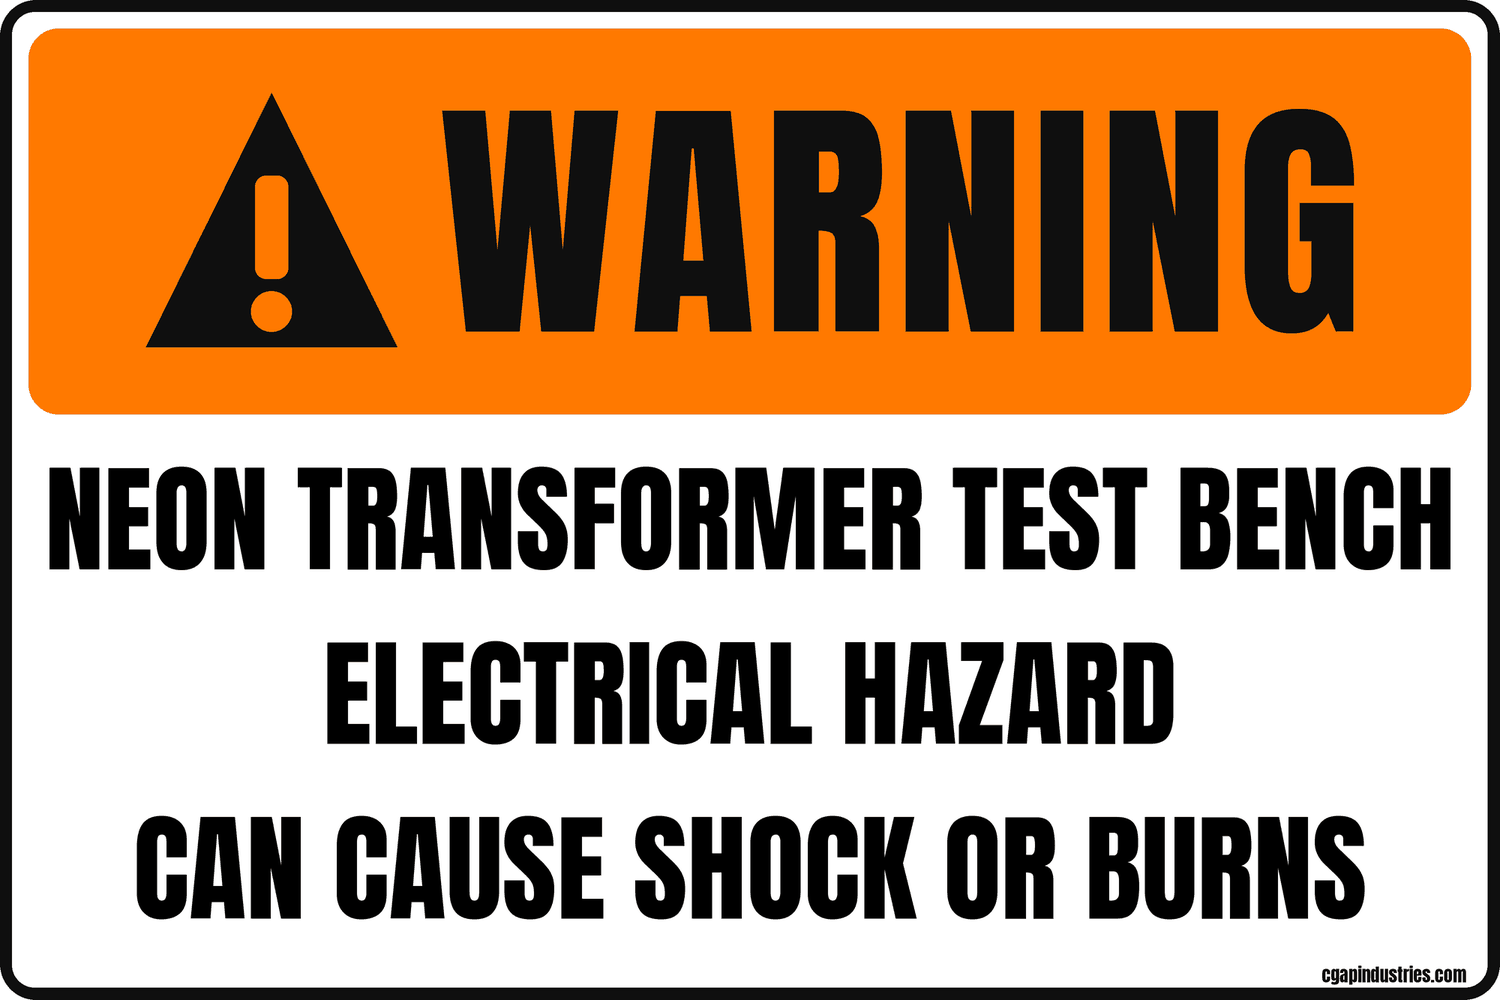 WARNING
NEON TRANSFORMER TEST BENCH
ELECTRICAL HAZARD
CAN CAUSE SHOCK OR BURNS
cgapindustries.com